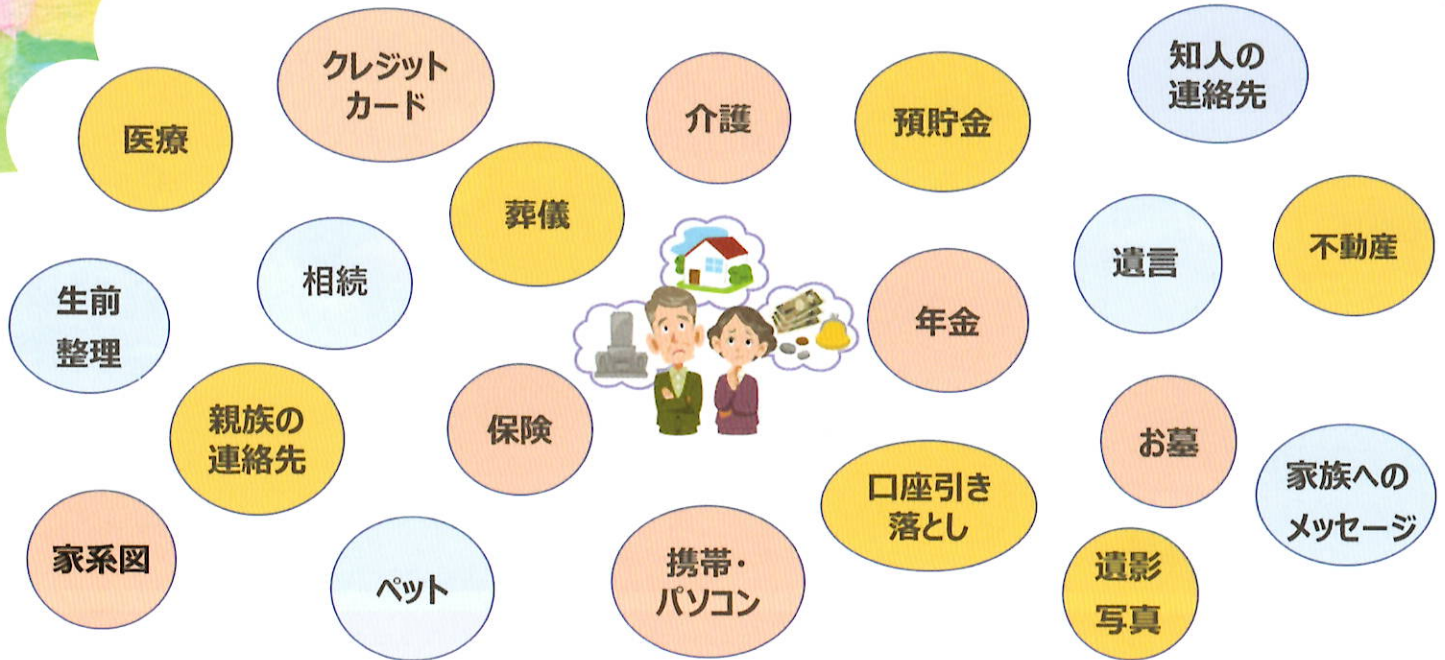 クレジット
カード
知人の
連絡先
医療
介護
預貯金
葬儀
遺言
不動産
相続
生前
整理
年金
親族の
連絡先
保険
お墓
口座引き
落とし
家族への
メッセージ
家系図
ペット
携帯・
パソコン
遺影
写真